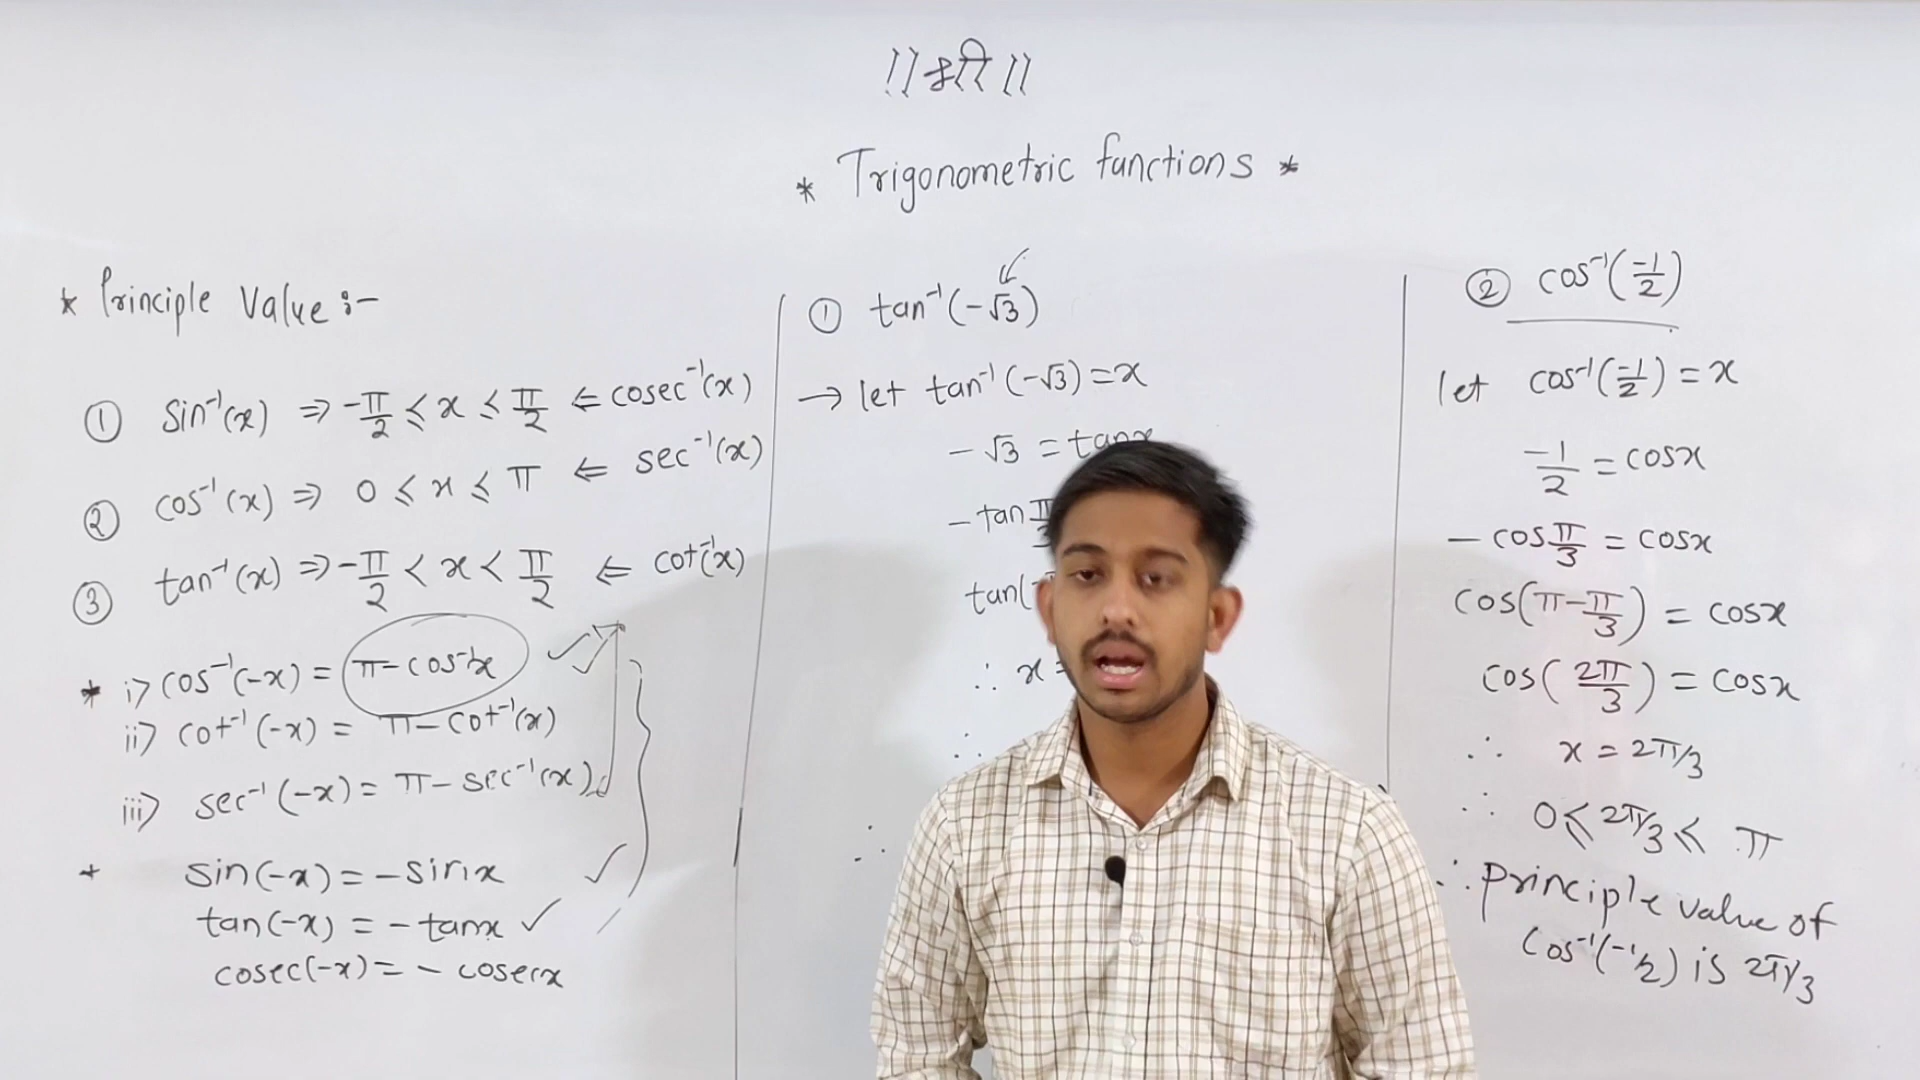 ।। श्री ।।
* Trigonometric functions *
* Principle Value :-
① Sin⁻¹(x) ⇒ -π/2 ≤ x ≤ π/2 ⇐ cosec⁻¹(x)
② cos⁻¹(x) ⇒ 0 ≤ x ≤ π ⇐ sec⁻¹(x)
③ tan⁻¹(x) ⇒ -π/2 < x < π/2 ⇐ cot⁻¹(x)
* i> cos⁻¹(-x) = π - cos⁻¹x
ii> cot⁻¹(-x) = π - cot⁻¹(x)
iii> sec⁻¹(-x) = π - sec⁻¹(x)
+ sin(-x) = -sinx
tan(-x) = -tanx
cosec(-x) = -cosecx
① tan⁻¹(-√3)
→ let tan⁻¹(-√3) = x
-√3 = tanx
-tan π
tan(-
∴ x =
∴
∴
② cos⁻¹(-1/2)
let cos⁻¹(-1/2) = x
-1/2 = cosx
-cos π/3 = cosx
cos(π-π/3) = cosx
cos(2π/3) = cosx
∴ x = 2π/3
∴ 0 ≤ 2π/3 ≤ π
∴ principle value of
cos⁻¹(-1/2) is 2π/3